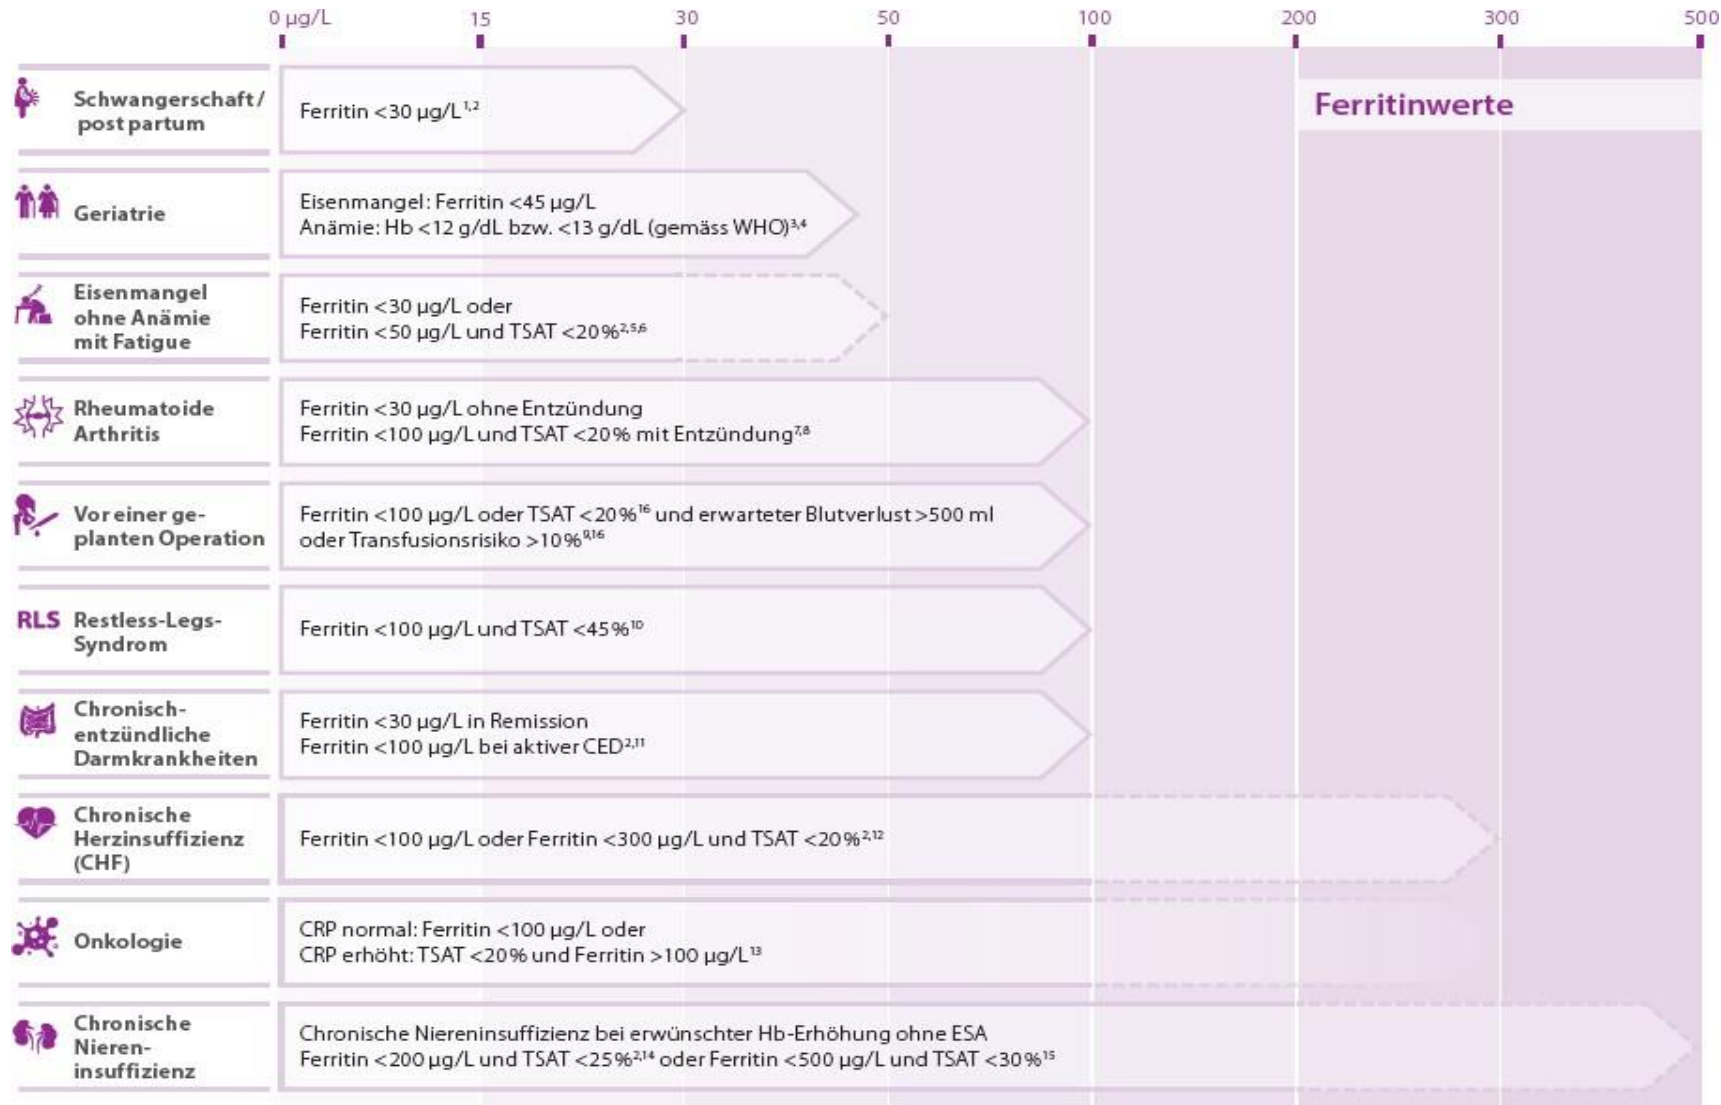 0 µg/L 15 30 50 100 200 300 500
Ferritinwerte
Schwangerschaft/
post partum
Ferritin <30 µg/L1,2
Geriatrie
Eisenmangel: Ferritin <45 µg/L
Anämie: Hb <12 g/dL bzw. <13 g/dL (gemäss WHO)3,4
Eisenmangel
ohne Anämie
mit Fatigue
Ferritin <30 µg/L oder
Ferritin <50 µg/L und TSAT <20%2,5,6
Rheumatoide
Arthritis
Ferritin <30 µg/L ohne Entzündung
Ferritin <100 µg/L und TSAT <20% mit Entzündung7,8
Vor einer ge-
planten Operation
Ferritin <100 µg/L oder TSAT <20%16 und erwarteter Blutverlust >500 ml
oder Transfusionsrisiko >10%9,16
RLS Restless-Legs-
Syndrom
Ferritin <100 µg/L und TSAT <45%10
Chronisch-
entzündliche
Darmkrankheiten
Ferritin <30 µg/L in Remission
Ferritin <100 µg/L bei aktiver CED2,11
Chronische
Herzinsuffizienz
(CHF)
Ferritin <100 µg/L oder Ferritin <300 µg/L und TSAT <20%2,12
Onkologie
CRP normal: Ferritin <100 µg/L oder
CRP erhöht: TSAT <20% und Ferritin >100 µg/L13
Chronische
Nieren-
insuffizienz
Chronische Niereninsuffizienz bei erwünschter Hb-Erhöhung ohne ESA
Ferritin <200 µg/L und TSAT <25%2,14 oder Ferritin <500 µg/L und TSAT <30%15